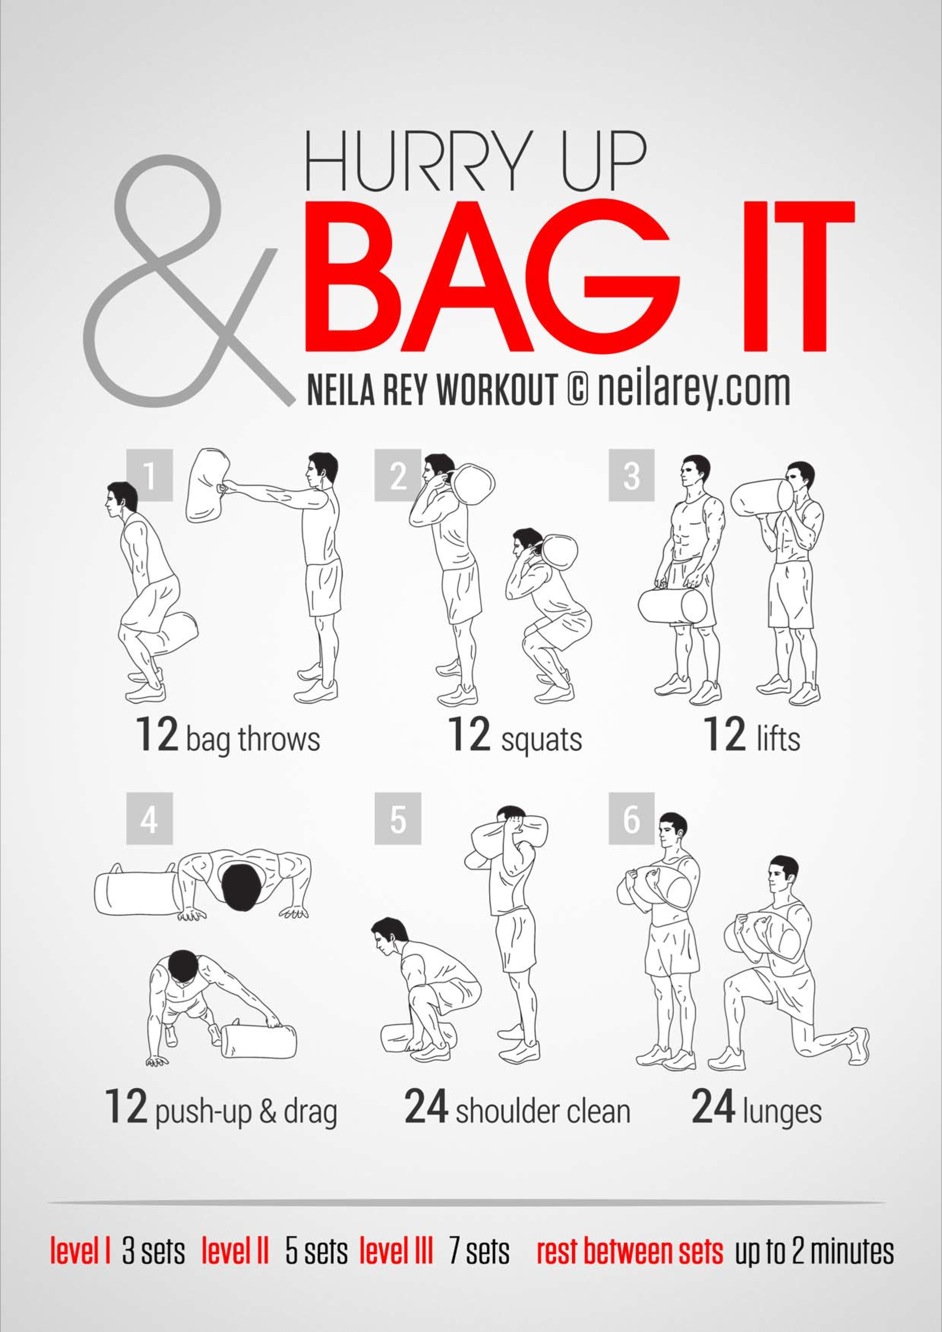 &
HURRY UP
BAG IT
NEILA REY WORKOUT © neilarey.com
1
2
3
12 bag throws
12 squats
12 lifts
4
5
6
12 push-up & drag
24 shoulder clean
24 lunges
level I 3 sets level II 5 sets level III 7 sets rest between sets up to 2 minutes